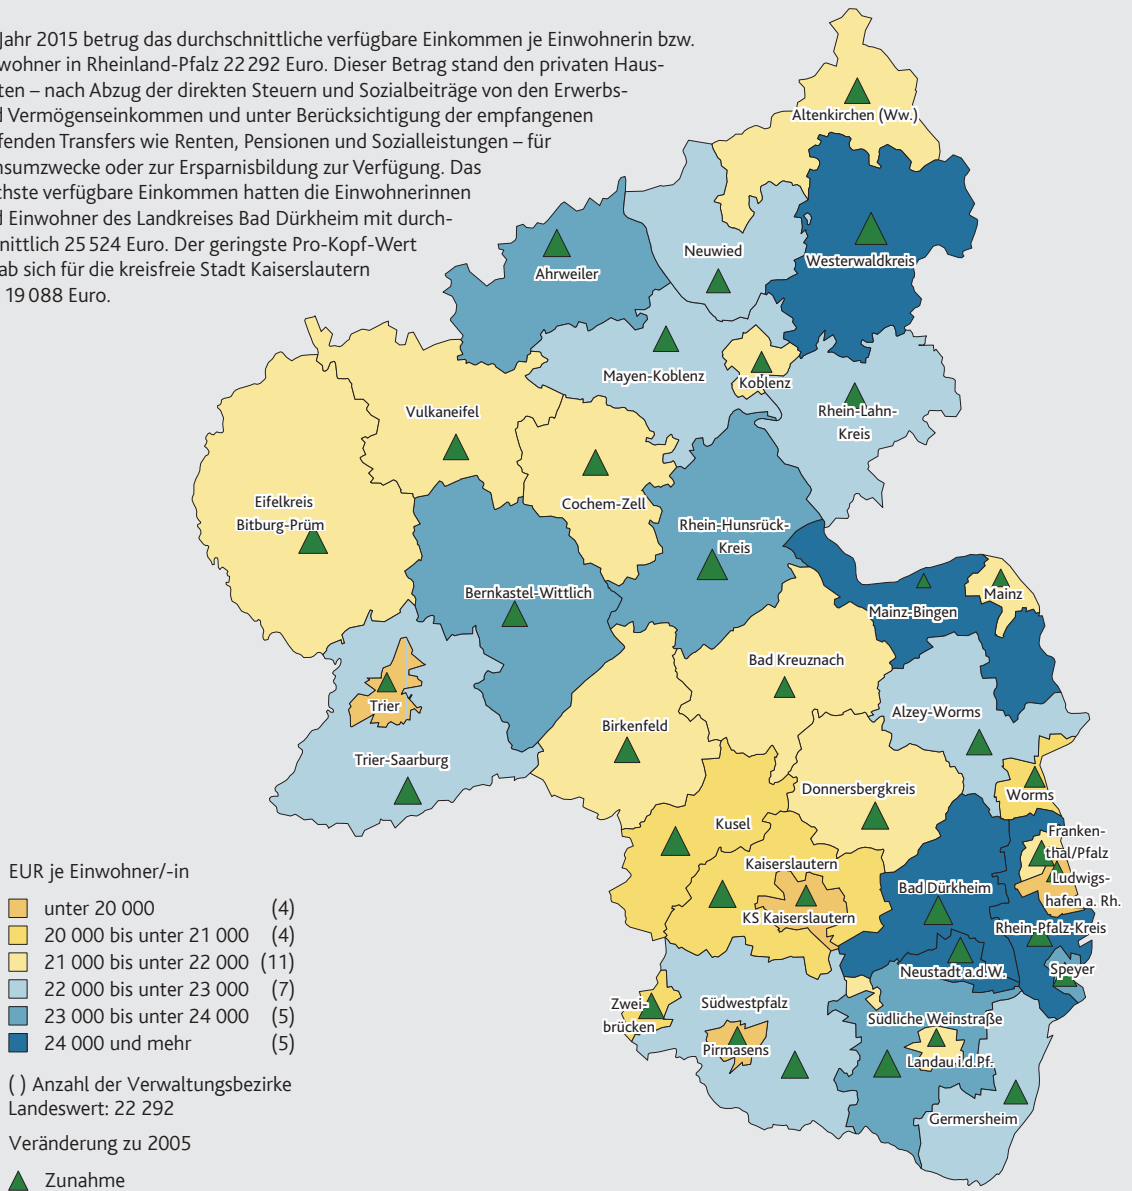 Jahr 2015 betrug das durchschnittliche verfügbare Einkommen je Einwohnerin bzw.
wohner in Rheinland-Pfalz 22 292 Euro. Dieser Betrag stand den privaten Haus-
ten – nach Abzug der direkten Steuern und Sozialbeiträge von den Erwerbs-
d Vermögenseinkommen und unter Berücksichtigung der empfangenen
fenden Transfers wie Renten, Pensionen und Sozialleistungen – für
nsumzwecke oder zur Ersparnisbildung zur Verfügung. Das
chste verfügbare Einkommen hatten die Einwohnerinnen
d Einwohner des Landkreises Bad Dürkheim mit durch-
nittlich 25 524 Euro. Der geringste Pro-Kopf-Wert
ab sich für die kreisfreie Stadt Kaiserslautern
19 088 Euro.
Altenkirchen (Ww.)
Neuwied
Westerwaldkreis
Ahrweiler
Mayen-Koblenz
Koblenz
Vulkaneifel
Rhein-Lahn-
Kreis
Eifelkreis
Bitburg-Prüm
Cochem-Zell
Rhein-Hunsrück-
Kreis
Bernkastel-Wittlich
Mainz-Bingen
Mainz
Bad Kreuznach
Trier
Birkenfeld
Alzey-Worms
Trier-Saarburg
Donnersbergkreis
Worms
Kusel
Franken-
thal/Pfalz
Kaiserslautern
Ludwigs-
hafen a. Rh.
Bad Dürkheim
KS Kaiserslautern
Rhein-Pfalz-Kreis
Neustadt a.d.W.
Speyer
Zwei-
brücken
Südwestpfalz
Südliche Weinstraße
Pirmasens
Landau i.d.Pf.
Germersheim
EUR je Einwohner/-in
unter 20 000 (4)
20 000 bis unter 21 000 (4)
21 000 bis unter 22 000 (11)
22 000 bis unter 23 000 (7)
23 000 bis unter 24 000 (5)
24 000 und mehr (5)
( ) Anzahl der Verwaltungsbezirke
Landeswert: 22 292
Veränderung zu 2005
Zunahme